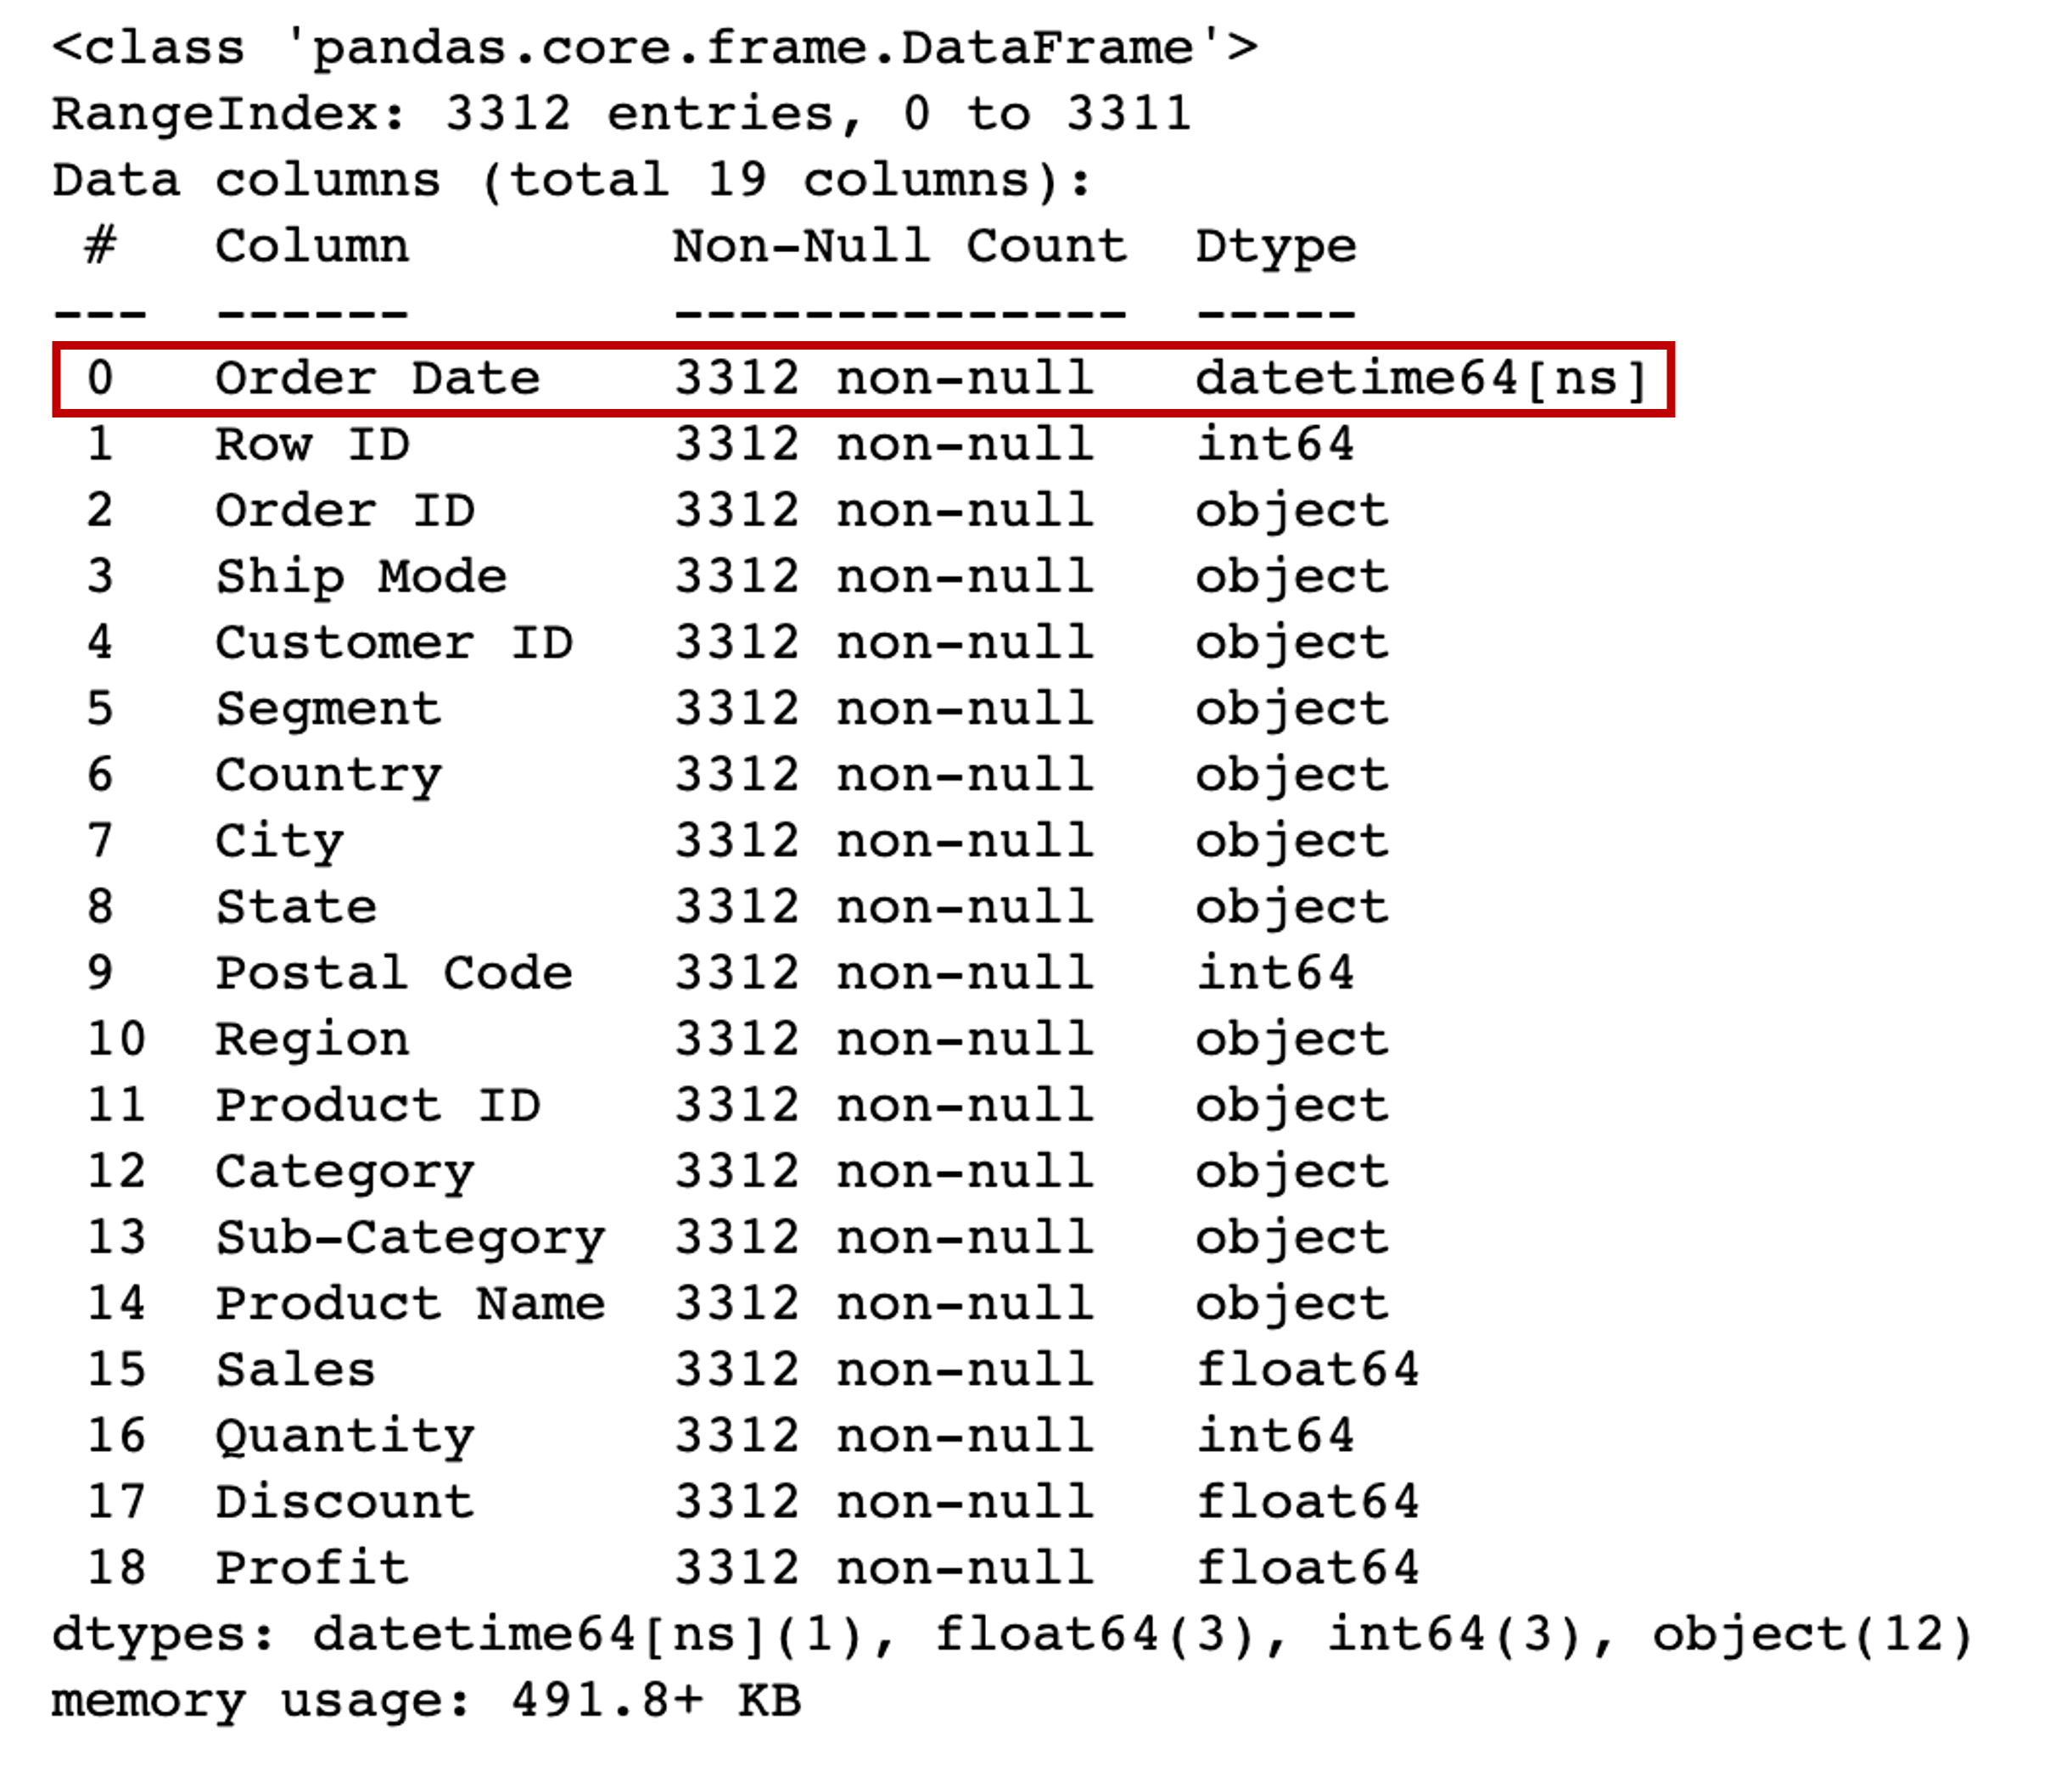 <class 'pandas.core.frame.DataFrame'>
RangeIndex: 3312 entries, 0 to 3311
Data columns (total 19 columns):
 #   Column        Non-Null Count  Dtype
---  ------        --------------  -----
 0   Order Date    3312 non-null   datetime64[ns]
 1   Row ID        3312 non-null   int64
 2   Order ID      3312 non-null   object
 3   Ship Mode     3312 non-null   object
 4   Customer ID   3312 non-null   object
 5   Segment       3312 non-null   object
 6   Country       3312 non-null   object
 7   City          3312 non-null   object
 8   State         3312 non-null   object
 9   Postal Code   3312 non-null   int64
 10  Region        3312 non-null   object
 11  Product ID    3312 non-null   object
 12  Category      3312 non-null   object
 13  Sub-Category  3312 non-null   object
 14  Product Name  3312 non-null   object
 15  Sales         3312 non-null   float64
 16  Quantity      3312 non-null   int64
 17  Discount      3312 non-null   float64
 18  Profit        3312 non-null   float64
dtypes: datetime64[ns](1), float64(3), int64(3), object(12)
memory usage: 491.8+ KB